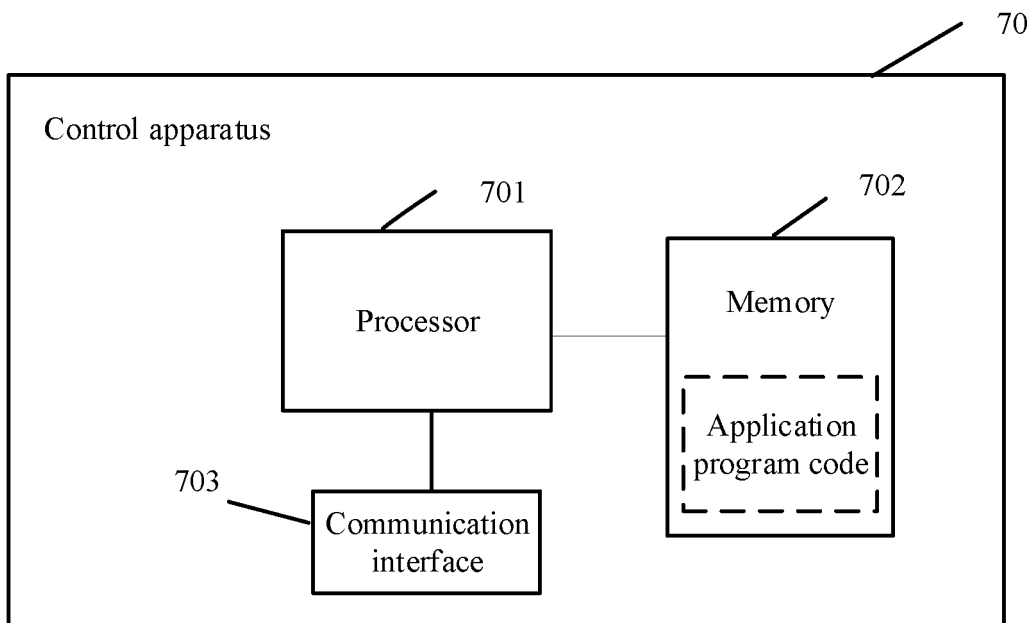 70
Control apparatus
701
702
Processor
Memory
Application
program code
703
Communication
interface